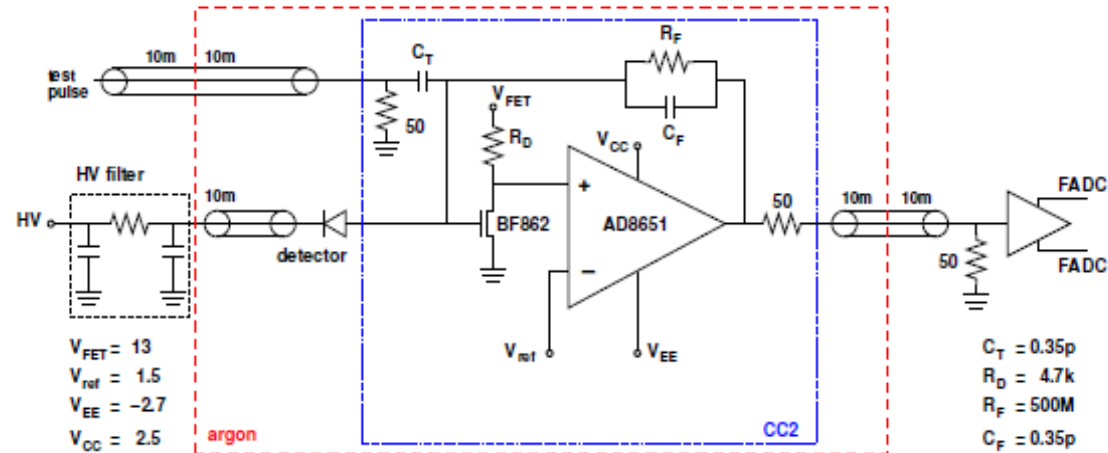 10m 10m
test
pulse
C_T
50
V_FET
R_D
R_F
C_F
V_CC
HV filter
HV
10m
detector
BF862
+
−
AD8651
V_ref
V_EE
50
10m 10m
50
FADC
FADC
V_FET = 13
V_ref = 1.5
V_EE = −2.7
V_CC = 2.5
argon
CC2
C_T = 0.35p
R_D = 4.7k
R_F = 500M
C_F = 0.35p